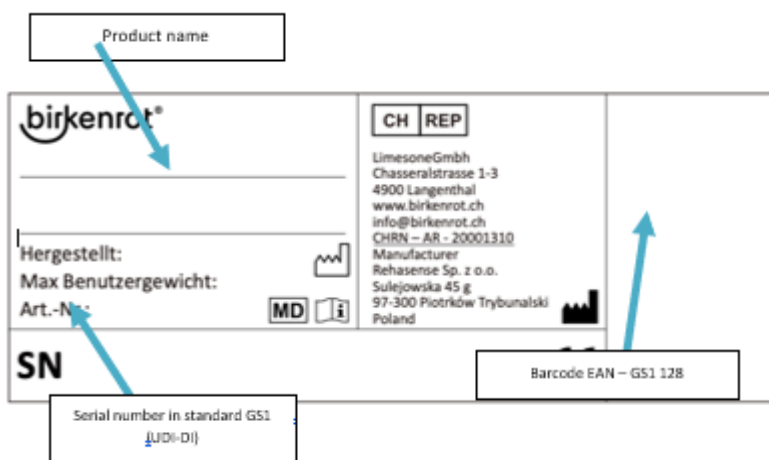 Product name
birkenrot®
CH REP
LimesoneGmbh
Chasseralstrasse 1-3
4900 Langenthal
www.birkenrot.ch
info@birkenrot.ch
CHRN – AR - 20001310
Manufacturer
Rehasense Sp. z o.o.
Sulejowska 45 g
97-300 Piotrków Trybunalski
Poland
Hergestellt:
Max Benutzergewicht:
Art.-Nr.:
MD
SN
Barcode EAN – GS1 128
Serial number in standard GS1
(UDI-DI)